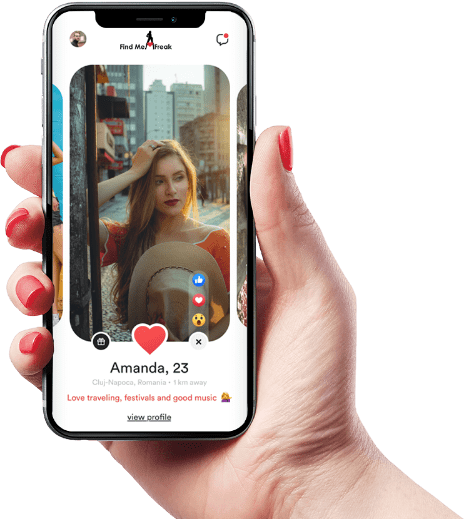 Find Me A freak
Amanda, 23
Cluj-Napoca, Romania • 1 km away
Love traveling, festivals and good music 💁‍♀️
view profile